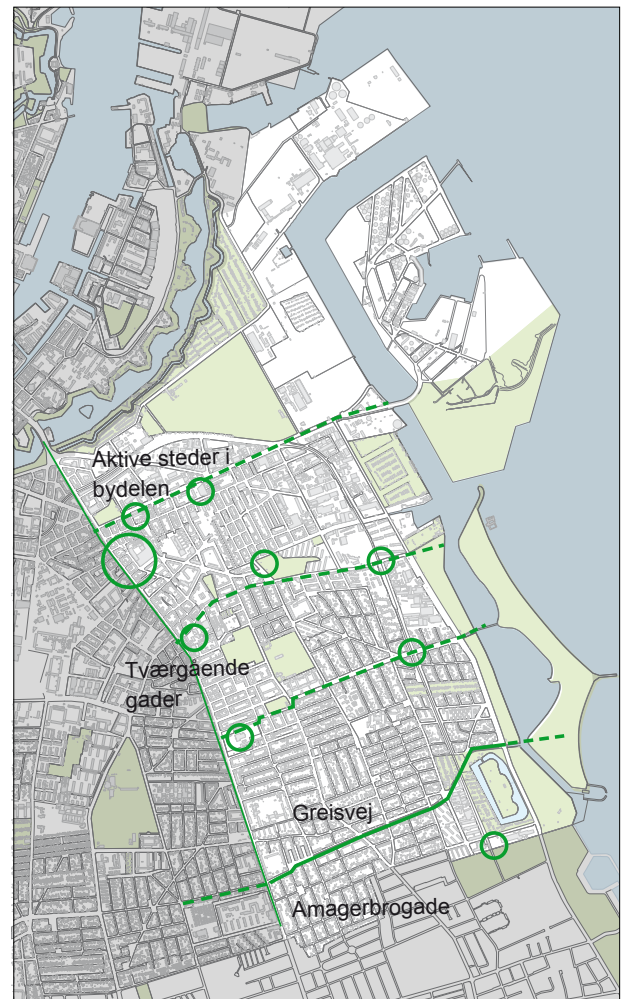 Aktive steder i
bydelen
Tværgående
gader
Greisvej
Amagerbrogade